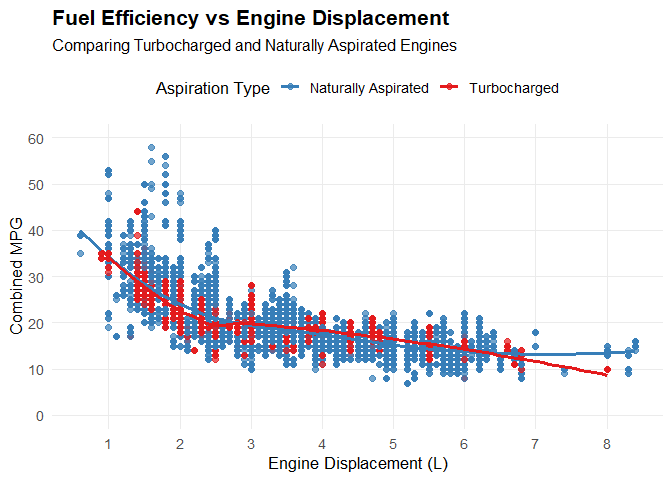 Fuel Efficiency vs Engine Displacement
Comparing Turbocharged and Naturally Aspirated Engines
Aspiration Type Naturally Aspirated Turbocharged
60
50
40
30
20
10
0
Combined MPG
1 2 3 4 5 6 7 8
Engine Displacement (L)